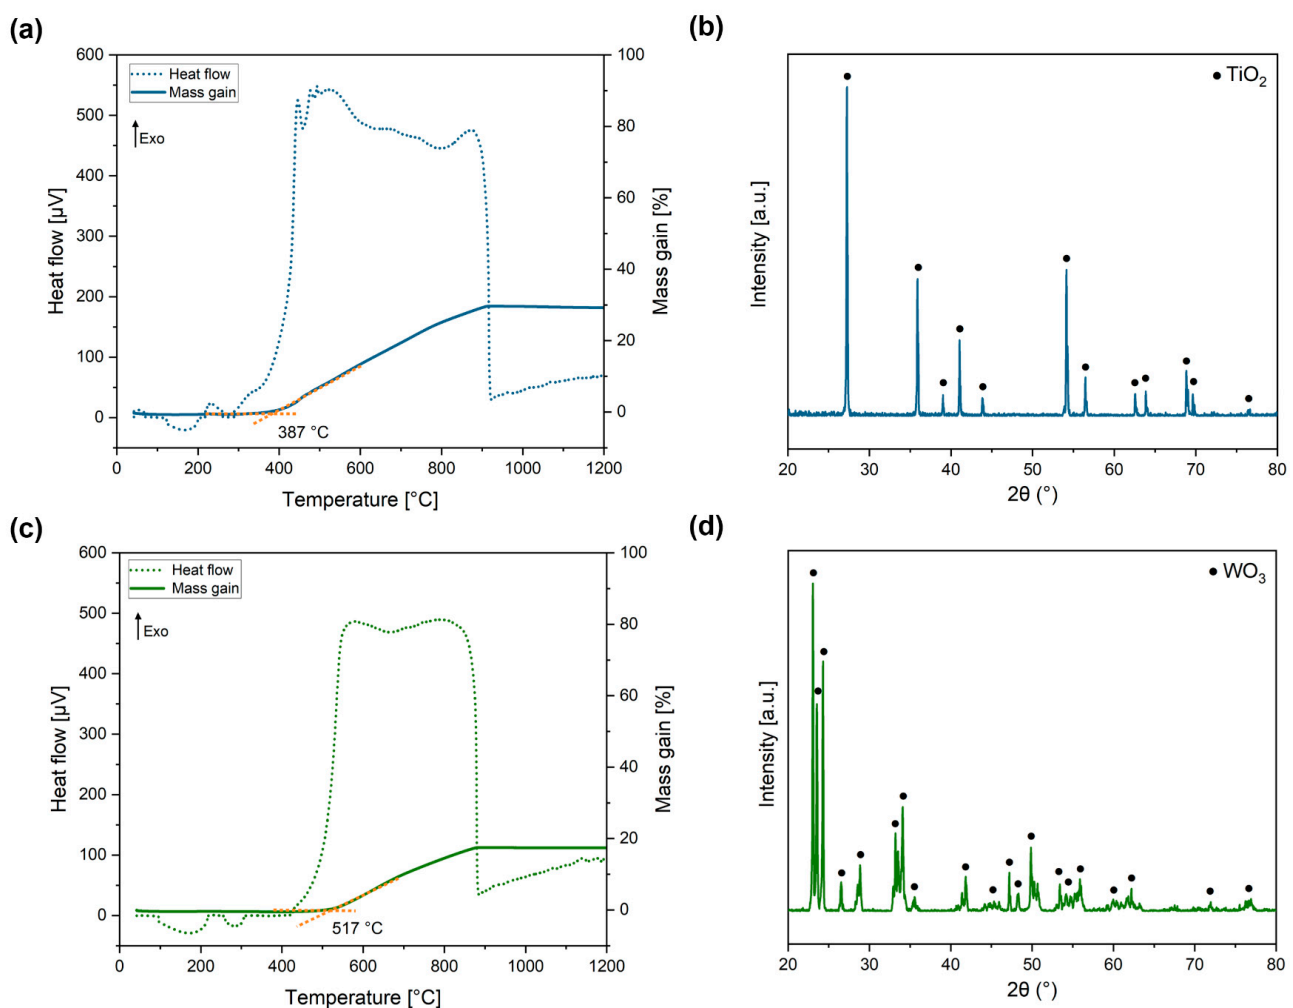 (a)
600
500
400
300
200
100
0
Heat flow [µV]
Heat flow
Mass gain
Exo
387 °C
100
80
60
40
20
0
Mass gain [%]
0 200 400 600 800 1000 1200
Temperature [°C]
(b)
TiO₂
Intensity [a.u.]
20 30 40 50 60 70 80
2θ (°)
(c)
600
500
400
300
200
100
0
Heat flow [µV]
Heat flow
Mass gain
Exo
517 °C
100
80
60
40
20
0
Mass gain [%]
0 200 400 600 800 1000 1200
Temperature [°C]
(d)
WO₃
Intensity [a.u.]
20 30 40 50 60 70 80
2θ (°)